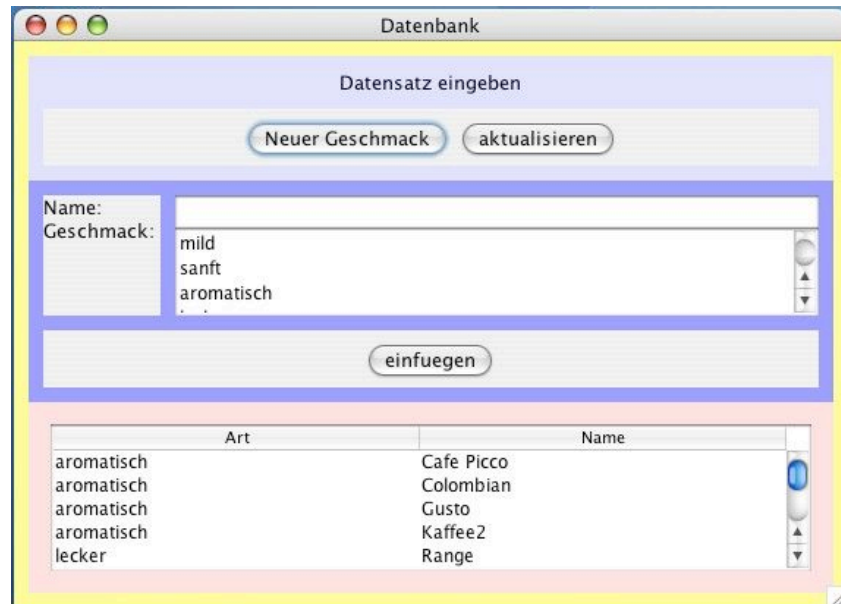 Datenbank
Datensatz eingeben
Neuer Geschmack aktualisieren
Name:
Geschmack:
mild
sanft
aromatisch
einfuegen
Art Name
aromatisch Cafe Picco
aromatisch Colombian
aromatisch Gusto
aromatisch Kaffee2
lecker Range